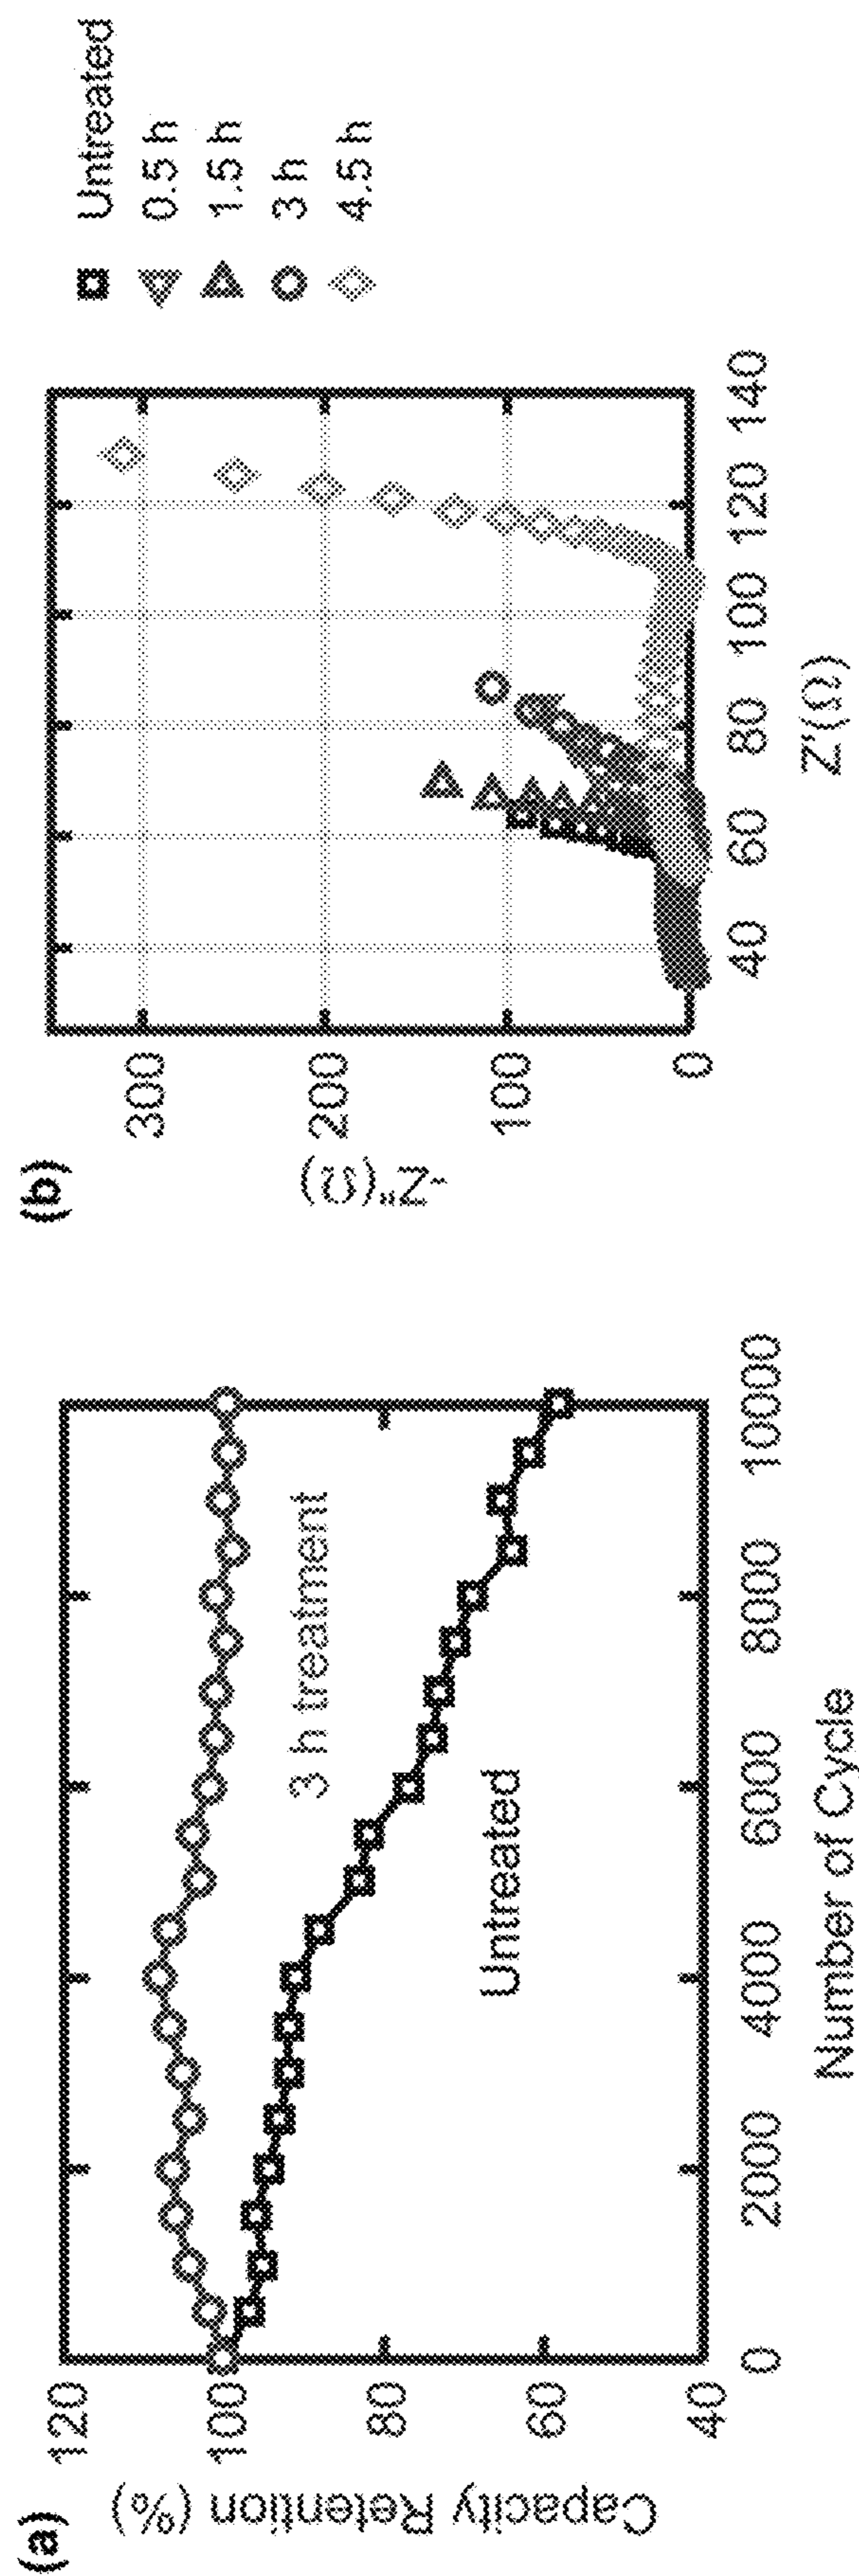 (a)
Capacity Retention (%)
120
100
80
60
40
3 h treatment
Untreated
0 2000 4000 6000 8000 10000
Number of Cycle
(b)
-Z"(Ω)
300
200
100
0
40 60 80 100 120 140
Z'(Ω)
Untreated
0.5 h
1.5 h
3 h
4.5 h